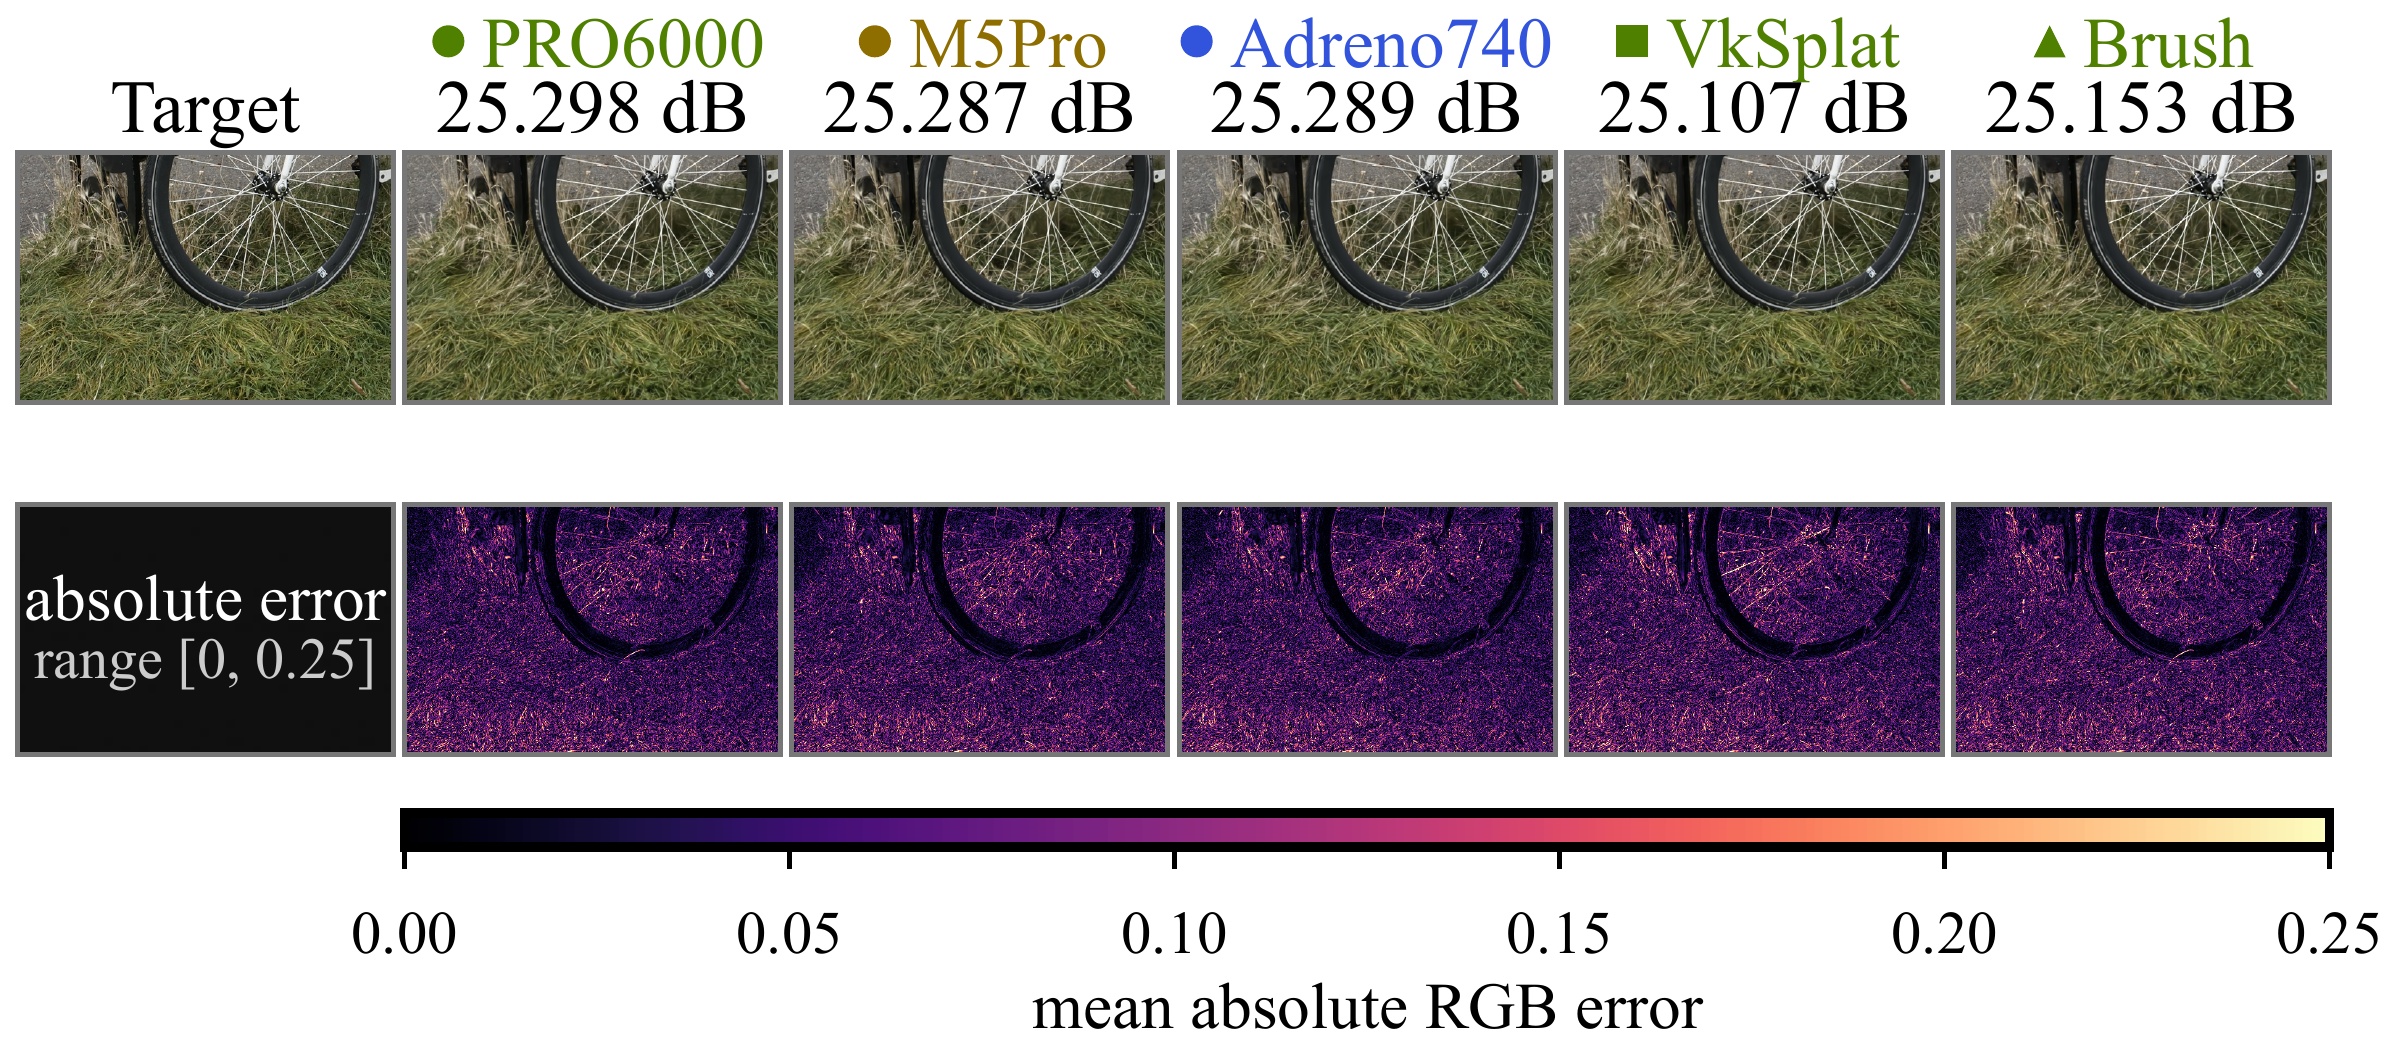 ● PRO6000
● M5Pro
● Adreno740
■ VkSplat
▲ Brush
Target
25.298 dB
25.287 dB
25.289 dB
25.107 dB
25.153 dB
absolute error
range [0, 0.25]
0.00
0.05
0.10
0.15
0.20
0.25
mean absolute RGB error